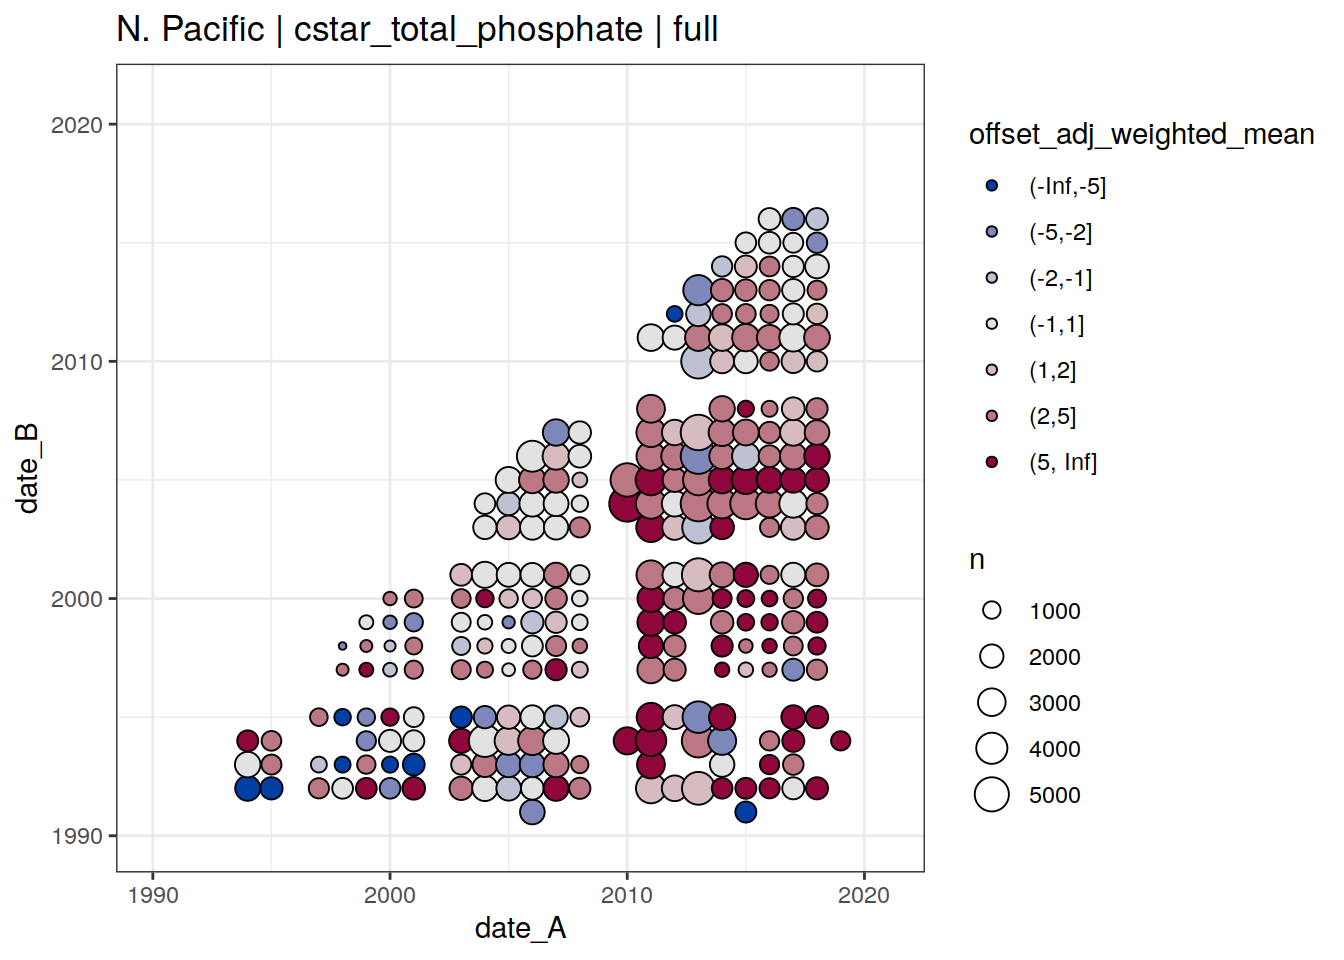 N. Pacific | cstar_total_phosphate | full
offset_adj_weighted_mean
(-Inf,-5]
(-5,-2]
(-2,-1]
(-1,1]
(1,2]
(2,5]
(5, Inf]
n
1000
2000
3000
4000
5000
date_B
2020
2010
2000
1990
1990 2000 2010 2020
date_A